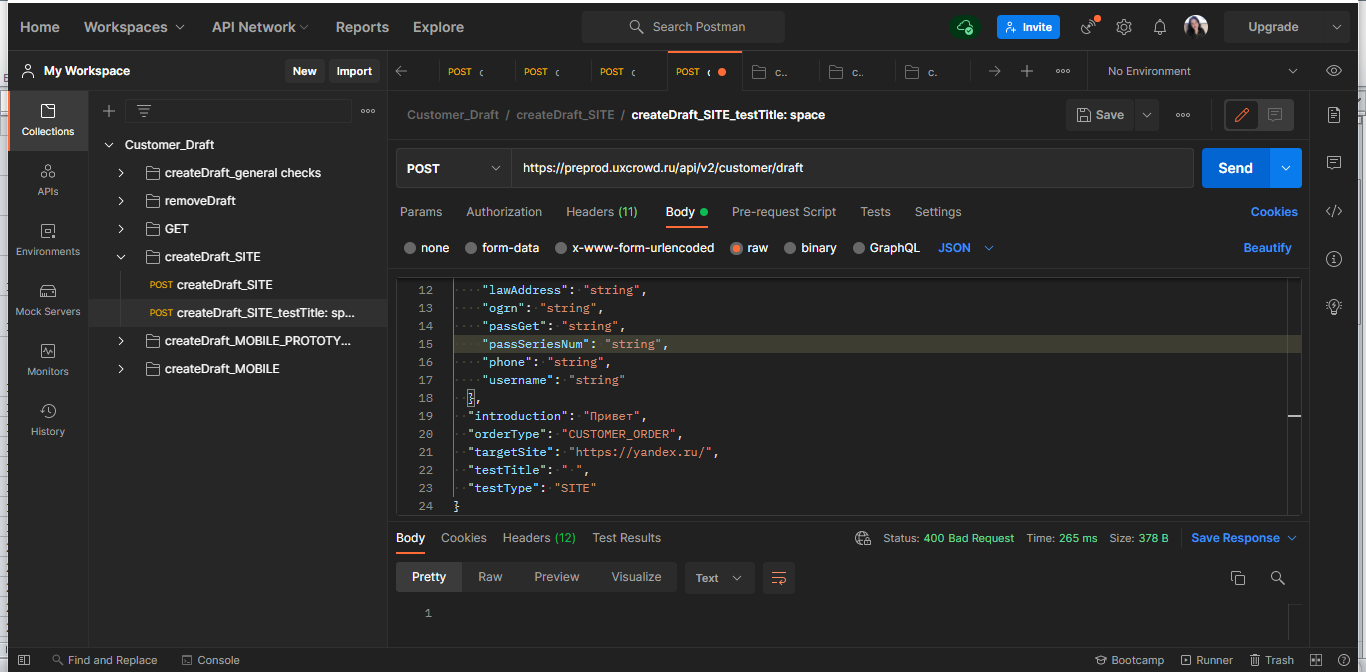 Home Workspaces API Network Reports Explore Search Postman Invite Upgrade
My Workspace New Import POST c POST c POST c POST c c.. c.. c. No Environment
Collections
APIs
Environments
Mock Servers
Monitors
History
Customer_Draft
createDraft_general checks
removeDraft
GET
createDraft_SITE
POST createDraft_SITE
POST createDraft_SITE_testTitle: sp...
createDraft_MOBILE_PROTOTY...
createDraft_MOBILE
Customer_Draft / createDraft_SITE / createDraft_SITE_testTitle: space Save
POST https://preprod.uxcrowd.ru/api/v2/customer/draft Send
Params Authorization Headers (11) Body Pre-request Script Tests Settings Cookies
none form-data x-www-form-urlencoded raw binary GraphQL JSON Beautify
12 "lawAddress": "string",
13 "ogrn": "string",
14 "passGet": "string",
15 "passSeriesNum": "string",
16 "phone": "string",
17 "username": "string"
18 },
19 "introduction": "Привет",
20 "orderType": "CUSTOMER_ORDER",
21 "targetSite": "https://yandex.ru/",
22 "testTitle": " ",
23 "testType": "SITE"
24 }
Body Cookies Headers (12) Test Results Status: 400 Bad Request Time: 265 ms Size: 378 B Save Response
Pretty Raw Preview Visualize Text
1
Find and Replace Console Bootcamp Runner Trash